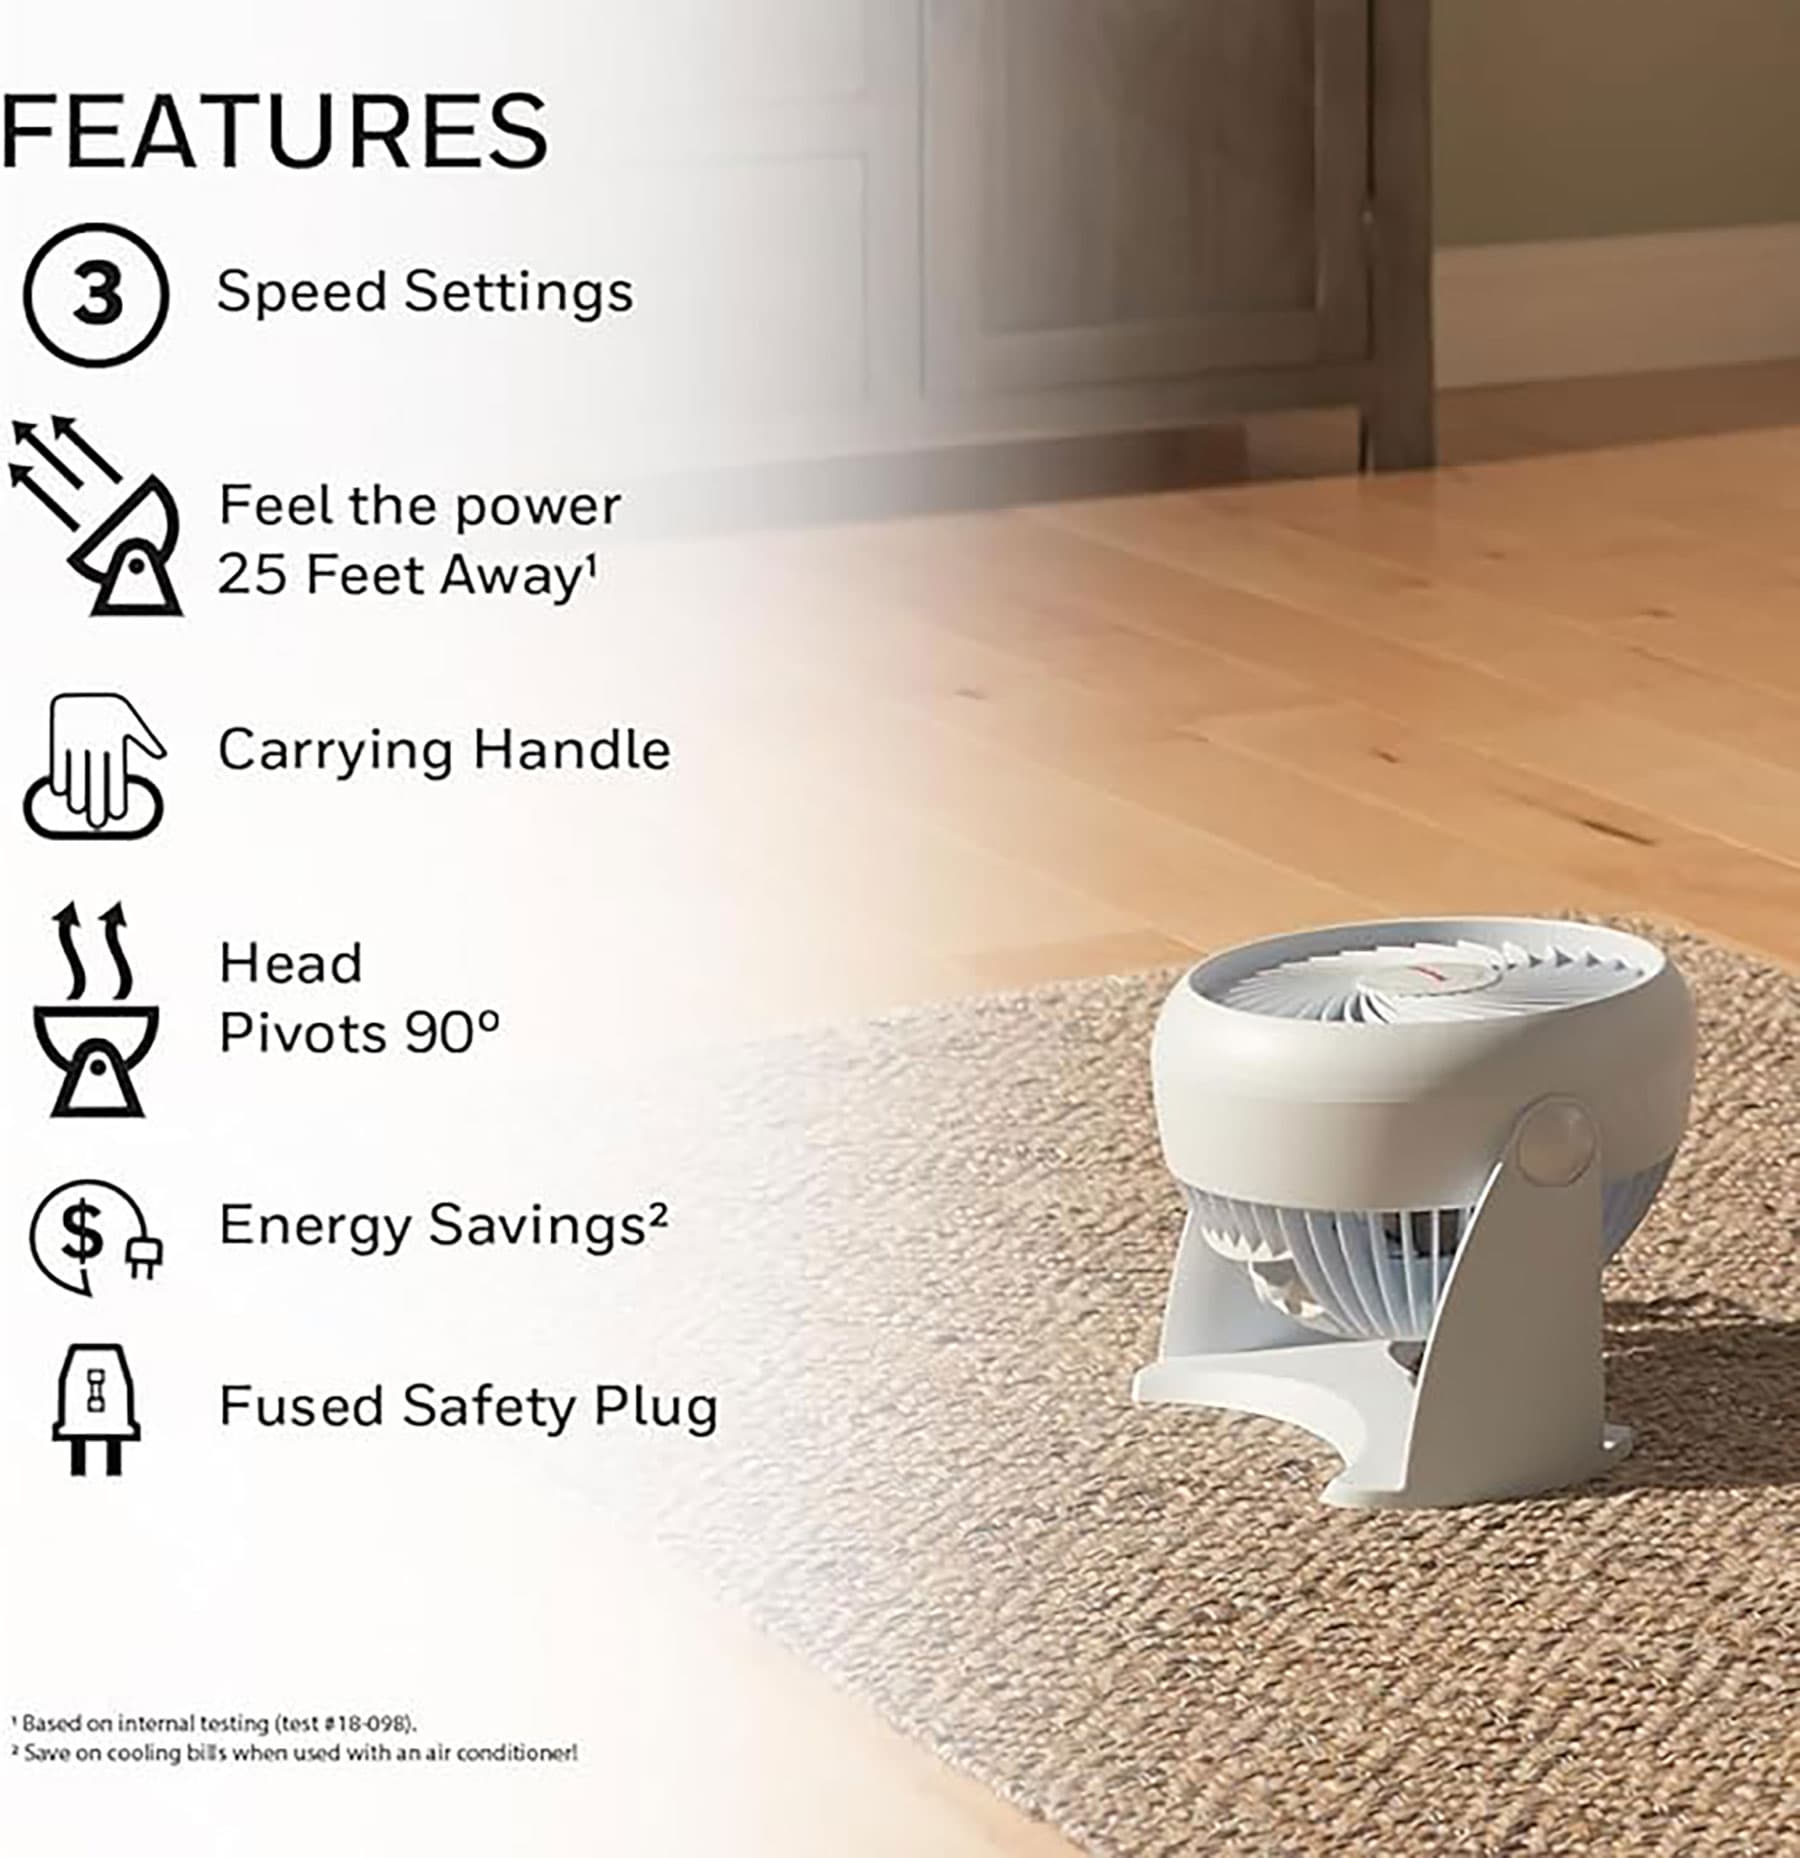 FEATURES
3 Speed Settings
Feel the power
25 Feet Away¹
Carrying Handle
Head
Pivots 90º
$ Energy Savings²
Fused Safety Plug
¹ Based on internal testing (test #18-098).
² Save on cooling bills when used with an air conditioner!